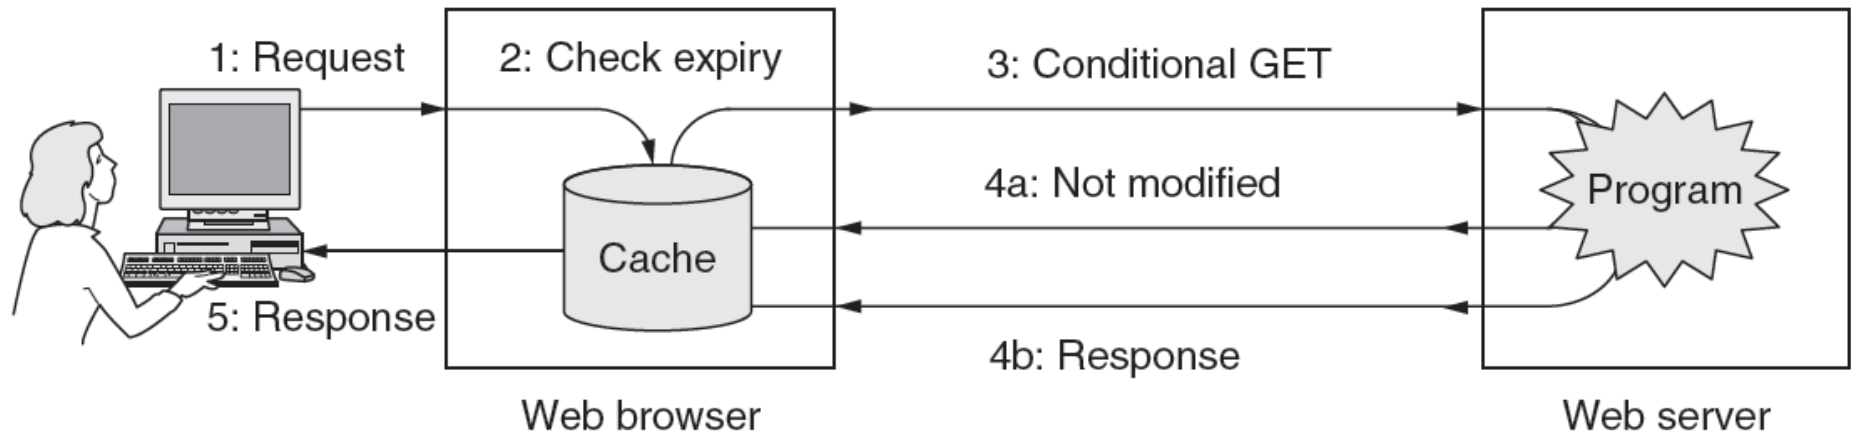 1: Request
2: Check expiry
3: Conditional GET
4a: Not modified
Program
Cache
5: Response
4b: Response
Web browser
Web server